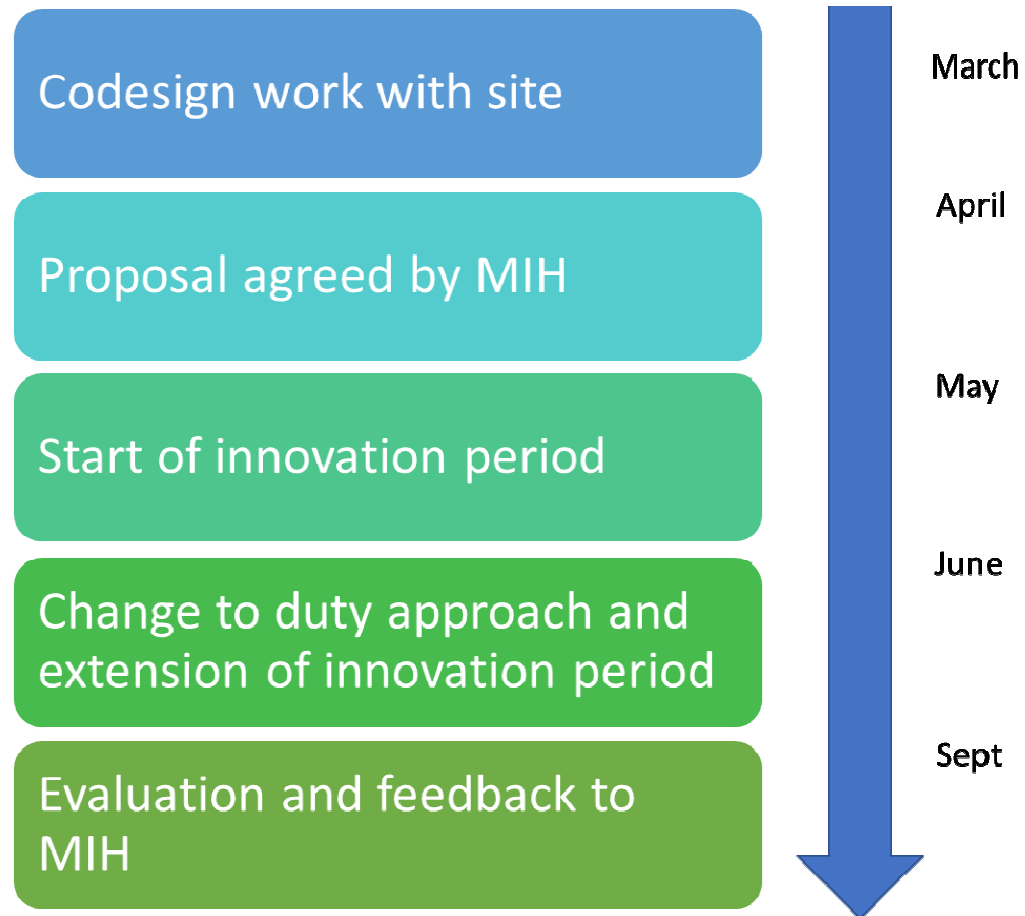 Codesign work with site
March
Proposal agreed by MIH
April
Start of innovation period
May
Change to duty approach and
extension of innovation period
June
Evaluation and feedback to
MIH
Sept